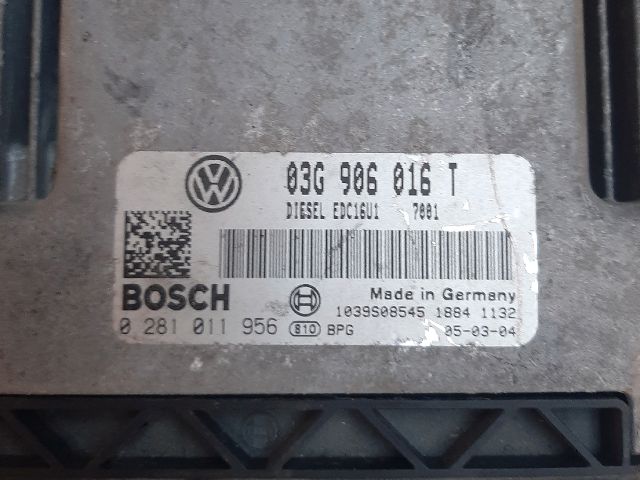 03G 906 016 T
DIESEL EDC16U1 7001
BOSCH
Made in Germany
1039S08545 1884 1132
0 281 011 956 810 BPG 05-03-04